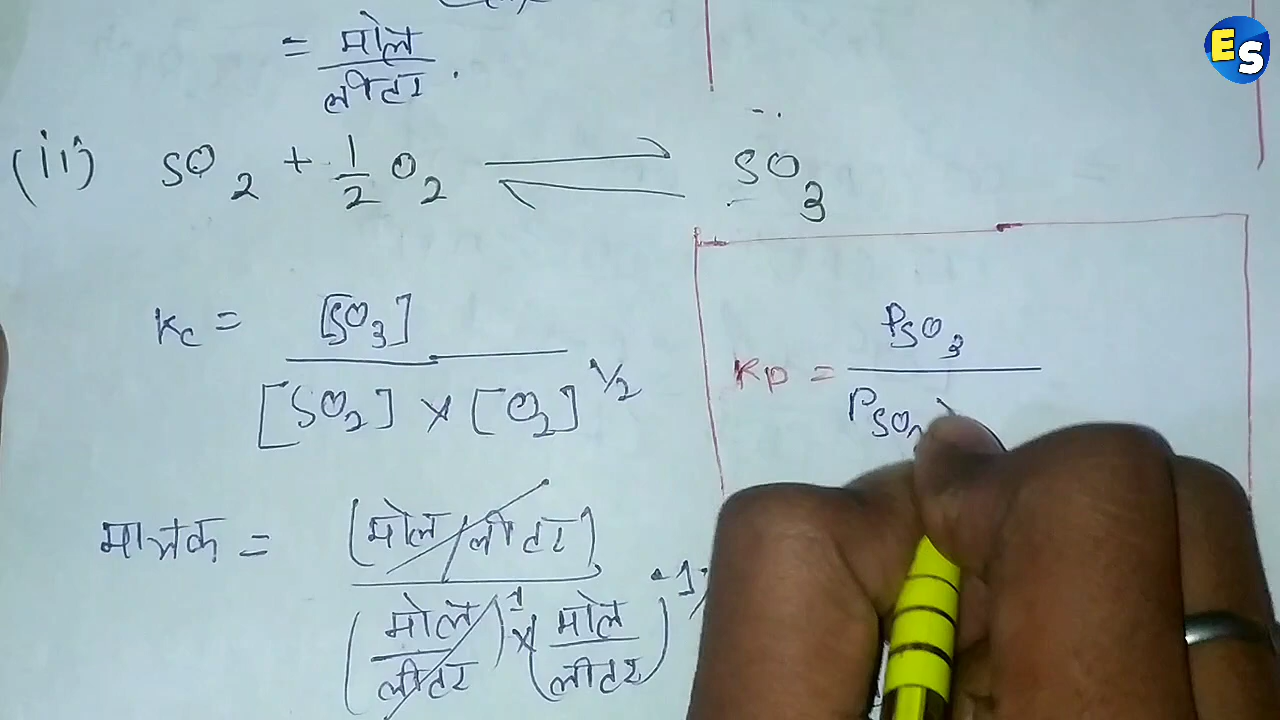 = मोल
लीटर .
(ii) SO2 + 1/2 O2 ⇌ SO3
Kc = [SO3]
[SO2] × [O2]^1/2
Kp = PSO3
PSO2
मात्रक = (मोल/लीटर)
(मोल/लीटर)^1 × (मोल/लीटर)
ES